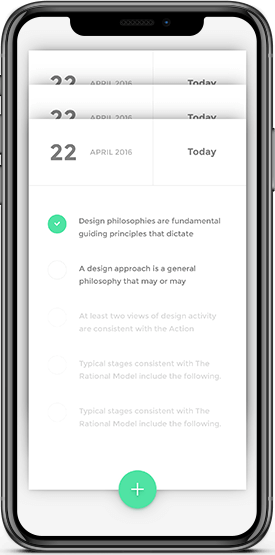 22 APRIL 2016 Today
22 APRIL 2016 Today
22 APRIL 2016 Today
Design philosophies are fundamental
guiding principles that dictate
A design approach is a general
philosophy that may or may
At least two views of design activity
are consistent with the Action
Typical stages consistent with The
Rational Model include the following.
Typical stages consistent with The
Rational Model include the following.